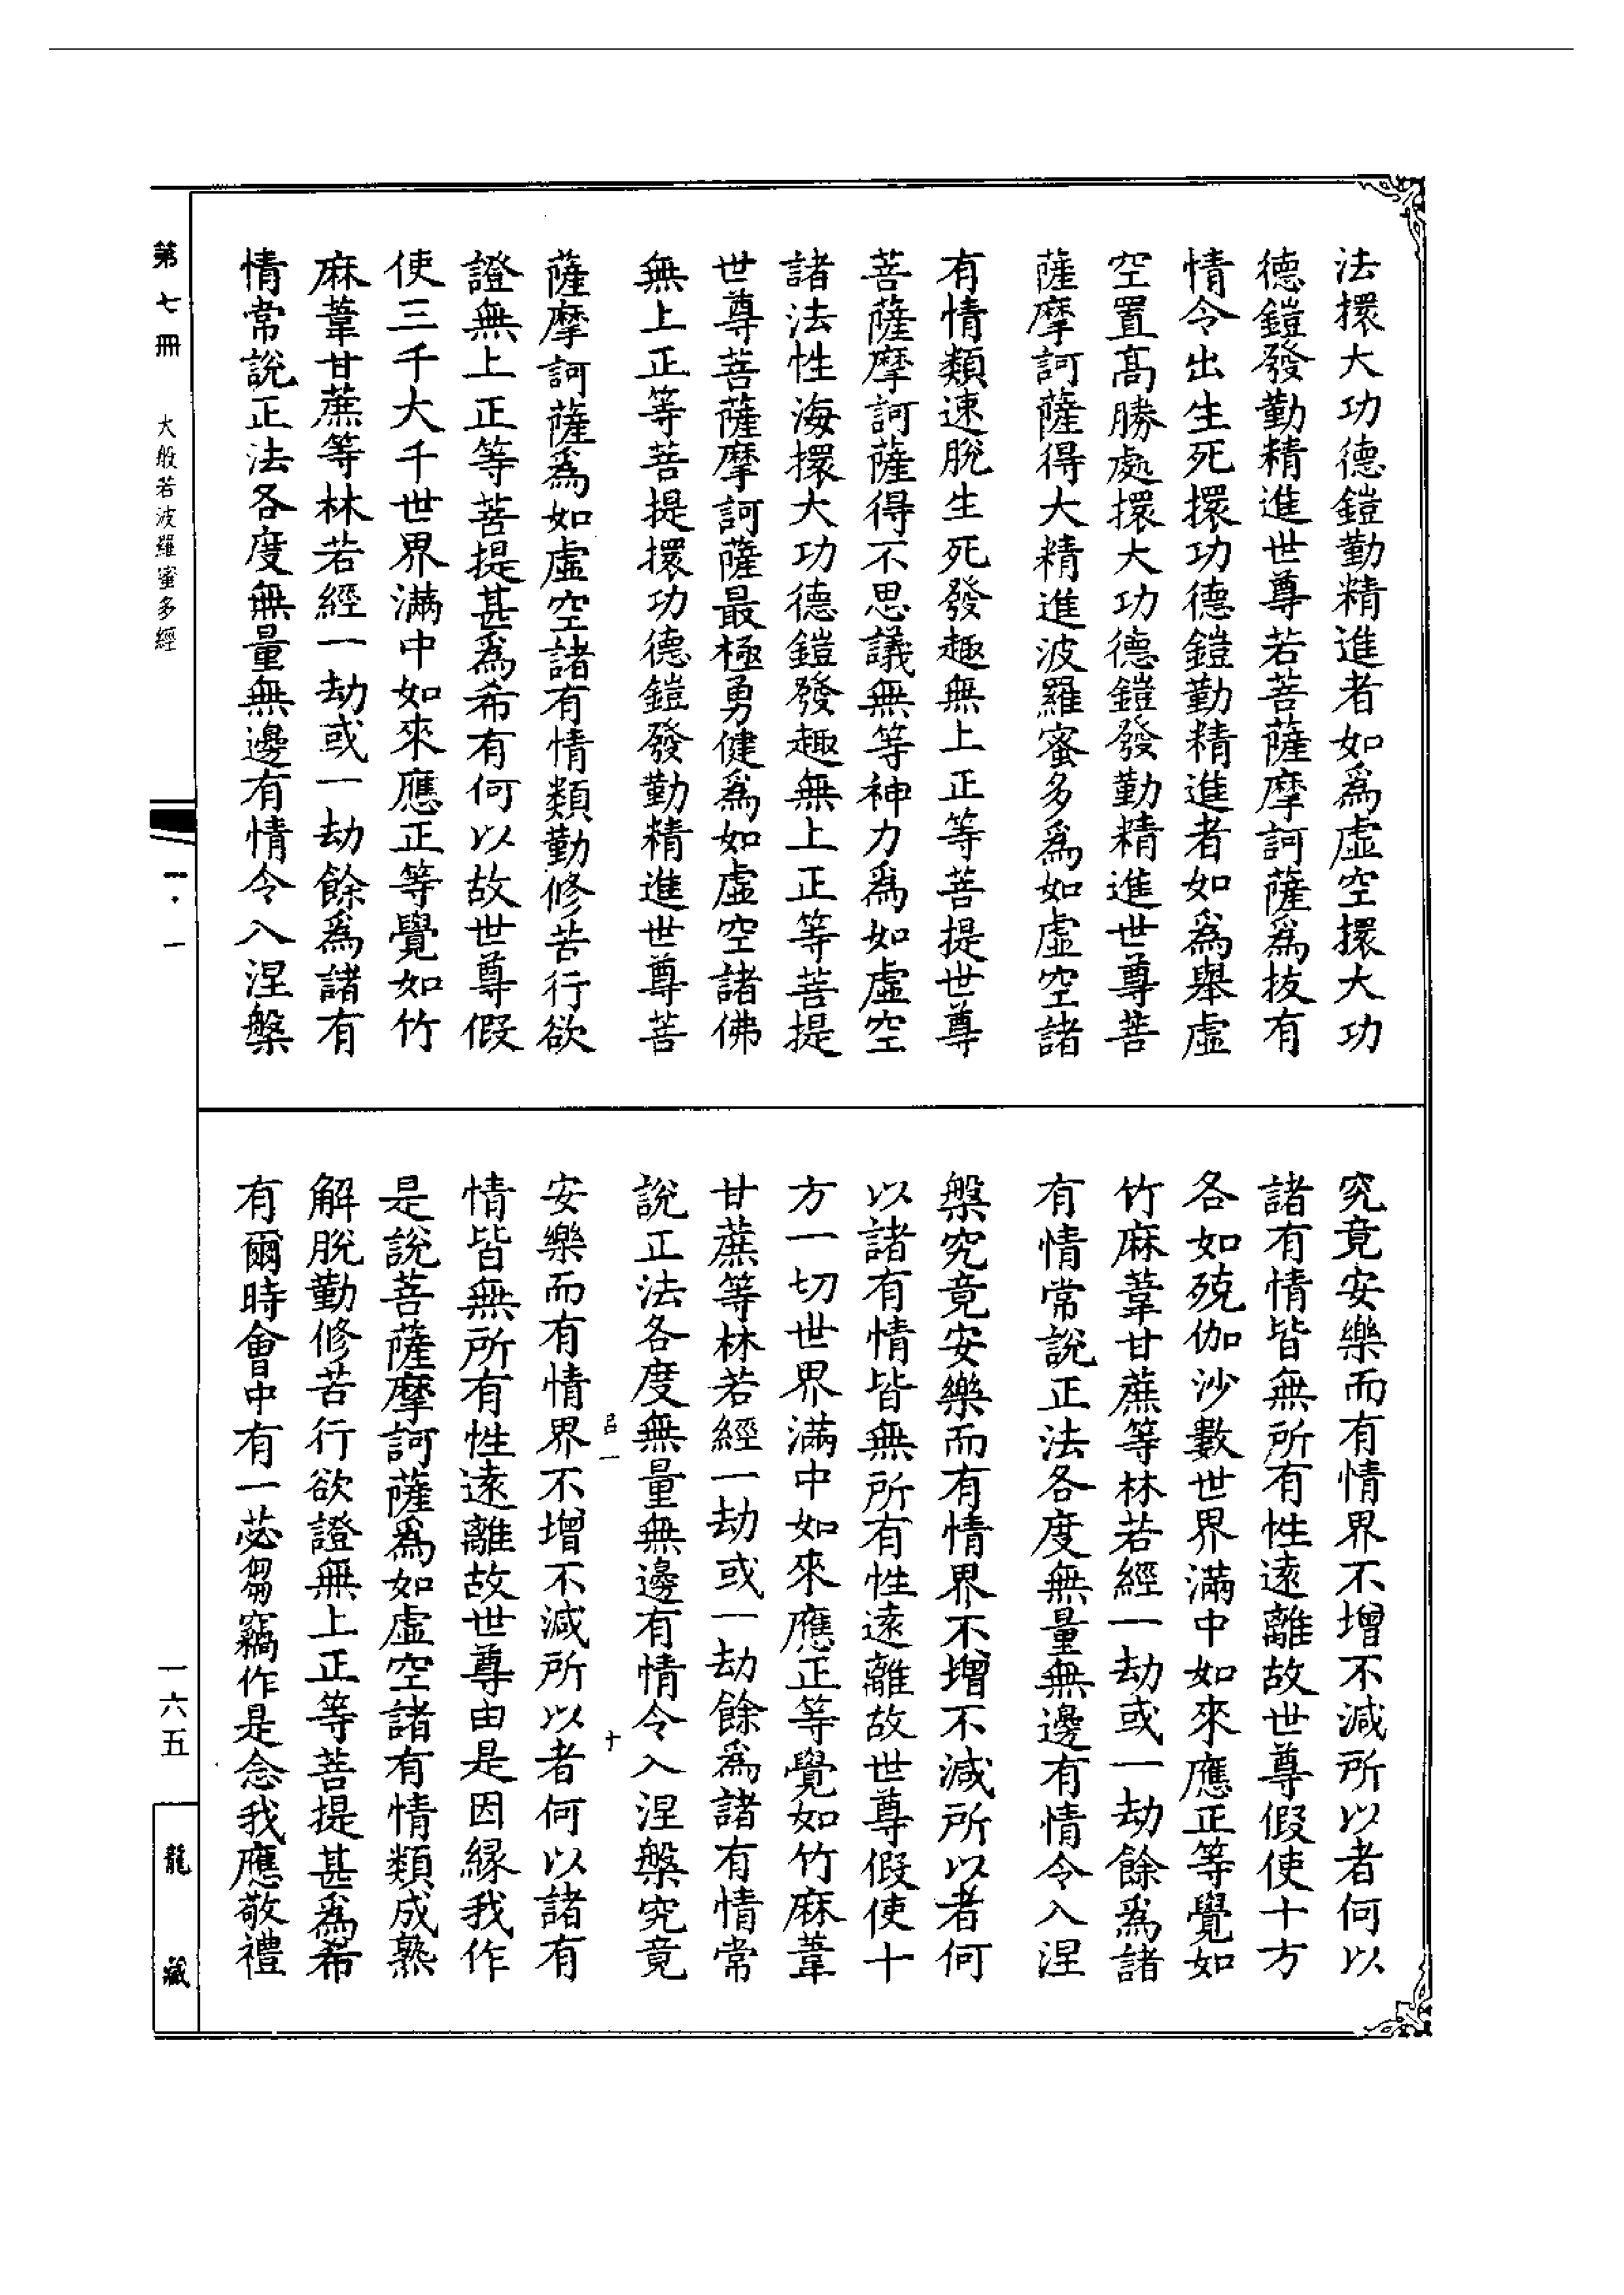 法擐大功德鎧勤精進者如爲虛空擐大功
德鎧發勤精進世尊若菩薩摩訶薩爲拔有
情令出生死擐功德鎧勤精進者如爲舉虛
空置高勝處擐大功德鎧發勤精進世尊菩
薩摩訶薩得大精進波羅蜜多爲如虛空諸
有情類速脫生死發趣無上正等菩提世尊
菩薩摩訶薩得不思議無等神力爲如虛空
諸法性海擐大功德鎧發趣無上正等菩提
世尊菩薩摩訶薩最極勇健爲如虛空諸佛
無上正等菩提擐功德鎧發勤精進世尊菩
薩摩訶薩爲如虛空諸有情類勤修苦行欲
證無上正等菩提甚爲希有何以故世尊假
使三千大千世界滿中如來應正等覺如竹
麻葦甘蔗等林若經一劫或一劫餘爲諸有
情常說正法各度無量無邊有情令入涅槃
究竟安樂而有情界不增不減所以者何以
諸有情皆無所有性遠離故世尊假使十方
各如殑伽沙數世界滿中如來應正等覺如
竹麻葦甘蔗等林若經一劫或一劫餘爲諸
有情常說正法各度無量無邊有情令入涅
槃究竟安樂而有情界不增不減所以者何
以諸有情皆無所有性遠離故世尊假使十
方一切世界滿中如來應正等覺如竹麻葦
甘蔗等林若經一劫或一劫餘爲諸有情常
說正法各度無量無邊有情令入涅槃究竟
呂一 十
安樂而有情界不增不減所以者何以諸有
情皆無所有性遠離故世尊由是因緣我作
是說菩薩摩訶薩爲如虛空諸有情類成熟
解脫勤修苦行欲證無上正等菩提甚爲希
有爾時會中有一苾芻竊作是念我應敬禮
第七冊 大般若波羅蜜多經
一六五
龍藏